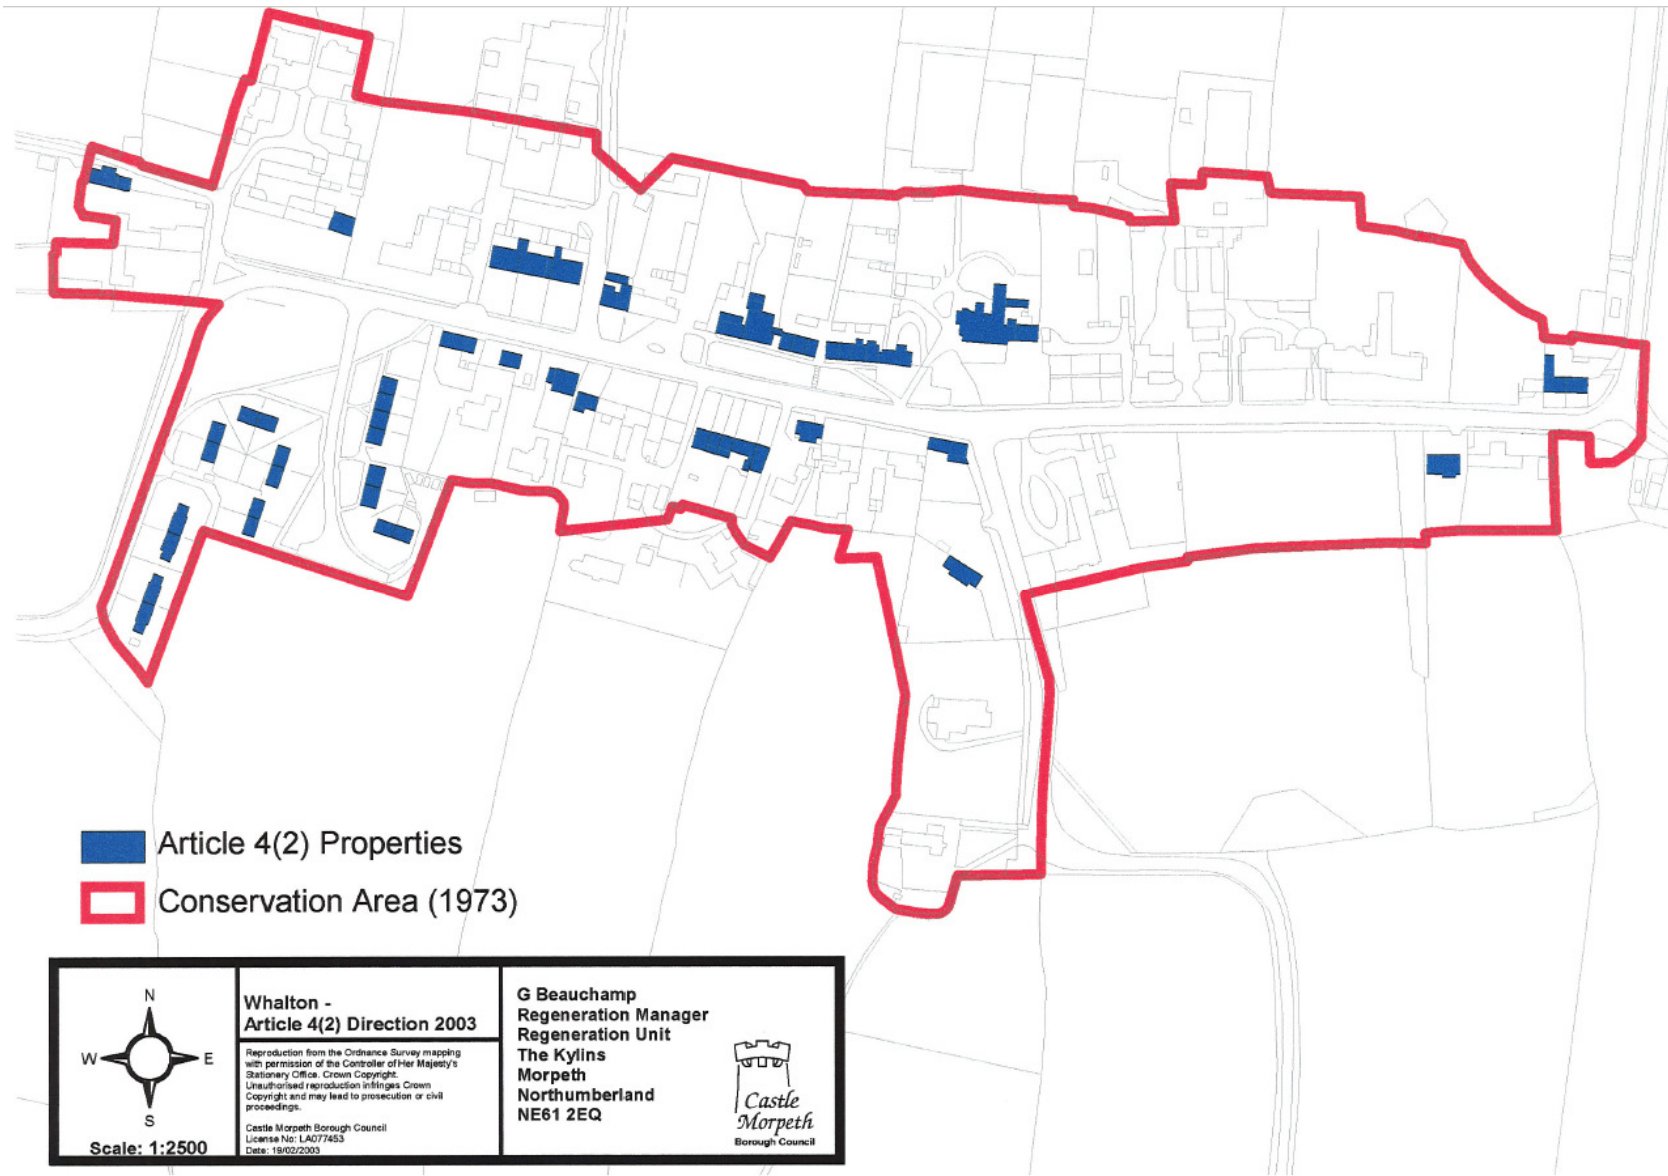 Article 4(2) Properties
Conservation Area (1973)
N
W
E
S
Scale: 1:2500
Whalton -
Article 4(2) Direction 2003
Reproduction from the Ordnance Survey mapping
with permission of the Controller of Her Majesty's
Stationery Office. Crown Copyright.
Unauthorised reproduction infringes Crown
Copyright and may lead to prosecution or civil
proceedings.
Castle Morpeth Borough Council
License No: LA077453
Date: 19/02/2003
G Beauchamp
Regeneration Manager
Regeneration Unit
The Kylins
Morpeth
Northumberland
NE61 2EQ
Castle
Morpeth
Borough Council